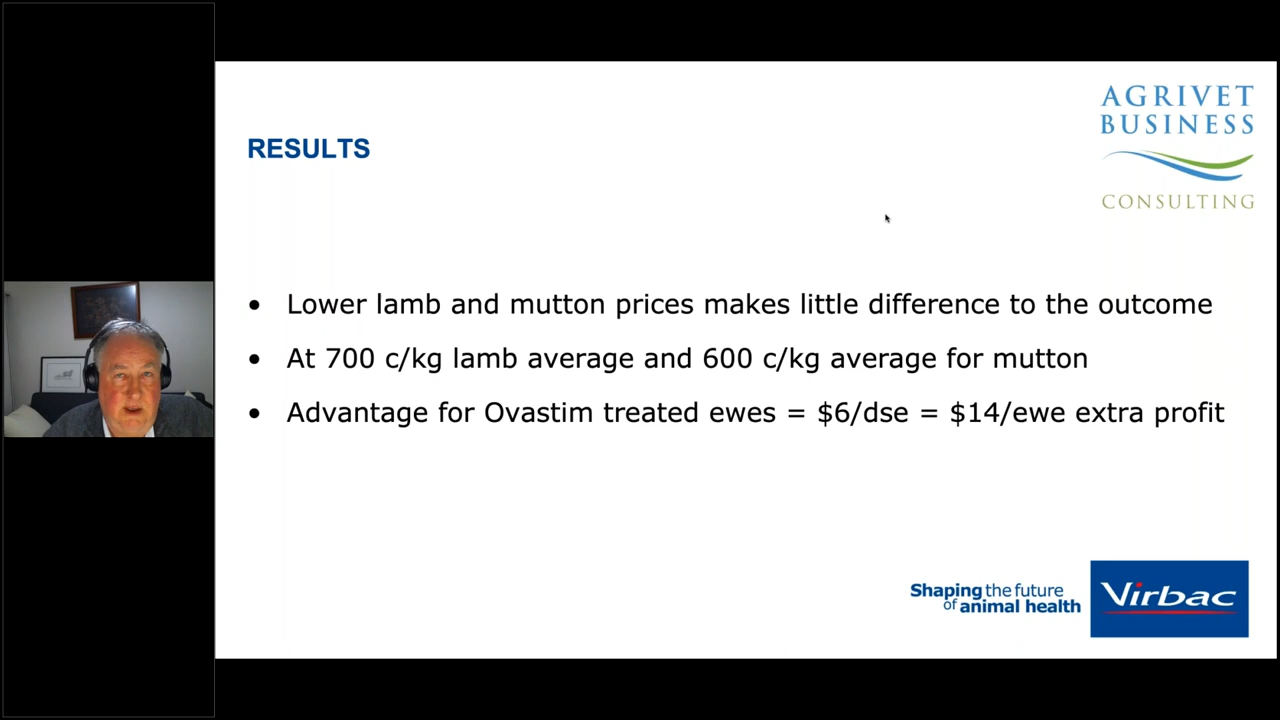 AGRIVET
BUSINESS
CONSULTING
RESULTS
• Lower lamb and mutton prices makes little difference to the outcome
• At 700 c/kg lamb average and 600 c/kg average for mutton
• Advantage for Ovastim treated ewes = $6/dse = $14/ewe extra profit
Shaping the future
of animal health
Virbac